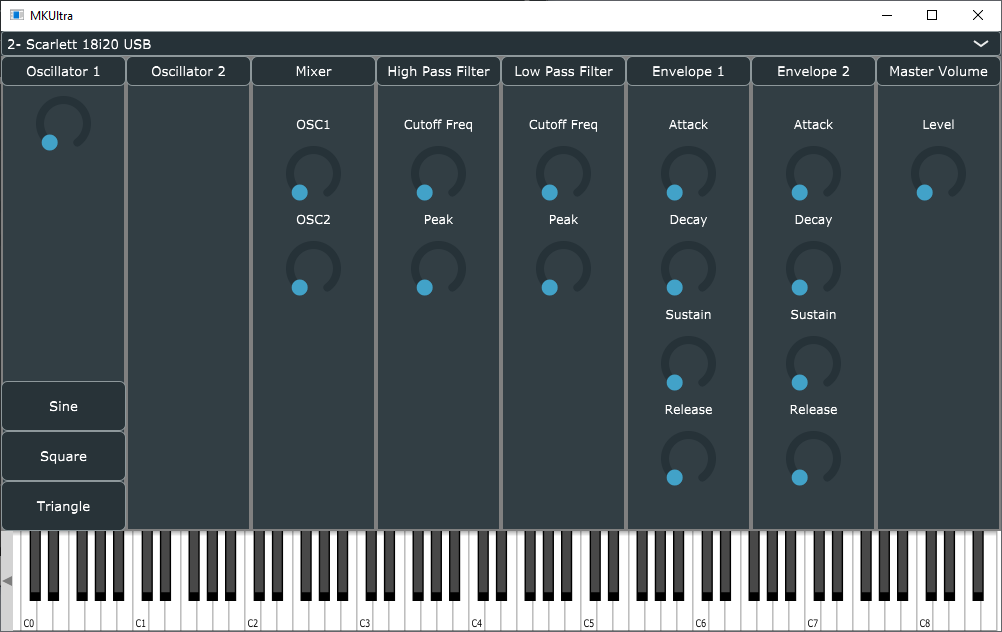 MKUltra
2- Scarlett 18i20 USB
Oscillator 1 Oscillator 2 Mixer High Pass Filter Low Pass Filter Envelope 1 Envelope 2 Master Volume
OSC1 Cutoff Freq Cutoff Freq Attack Attack Level
OSC2 Peak Peak Decay Decay
Sustain Sustain
Sine Release Release
Square
Triangle
C0 C1 C2 C3 C4 C5 C6 C7 C8